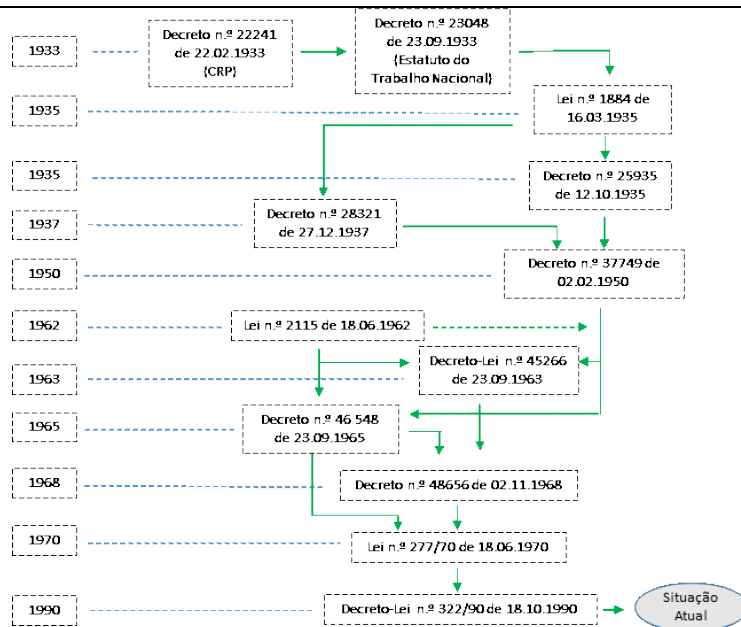 1933
Decreto n.º 22241
de 22.02.1933
(CRP)
Decreto n.º 23048
de 23.09.1933
(Estatuto do
Trabalho Nacional)
1935
Lei n.º 1884 de
16.03.1935
1935
Decreto n.º 25935
de 12.10.1935
1937
Decreto n.º 28321
27.12.1937
1950
Decreto n.º 37749 de
02.02.1950
1962
Lei n.º 2115 de 18.06.1962
1963
Decreto-Lei n.º 45266
de 23.09.1963
1965
Decreto n.º 46 548
de 23.09.1965
1968
Decreto n.º 48656 de 02.11.1968
1970
Lei n.º 277/70 de 18.06.1970
1990
Decreto-Lei n.º 322/90 de 18.10.1990
Situação
Atual